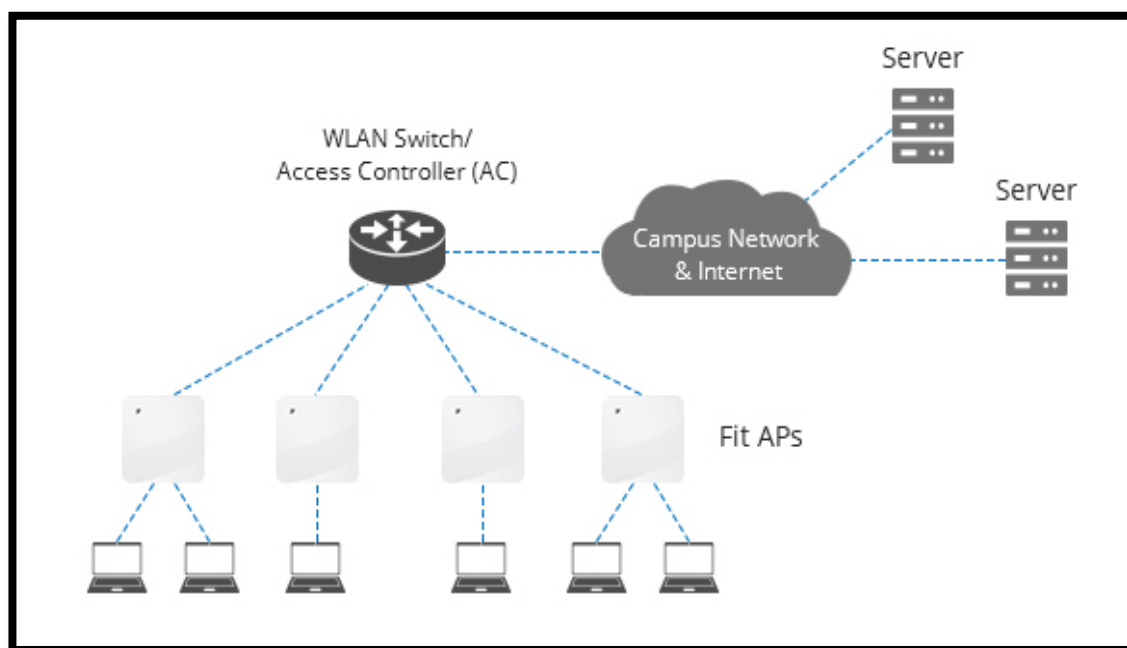 Server
WLAN Switch/
Access Controller (AC)
Server
Campus Network
& Internet
Fit APs